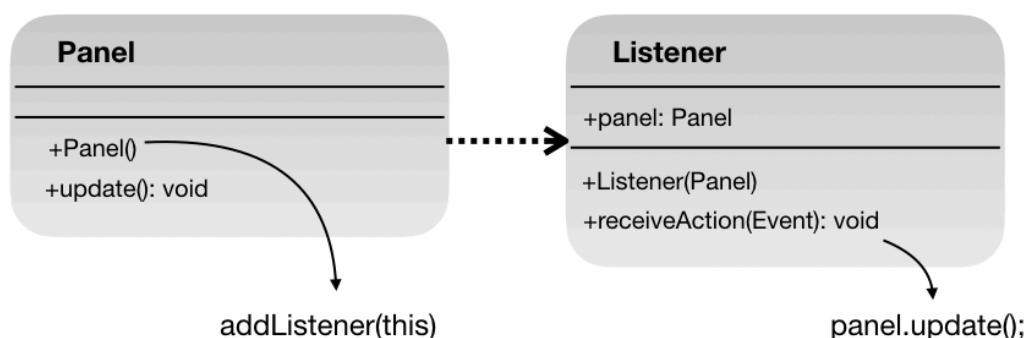 Panel
+Panel()
+update(): void
addListener(this)
Listener
+panel: Panel
+Listener(Panel)
+receiveAction(Event): void
panel.update();